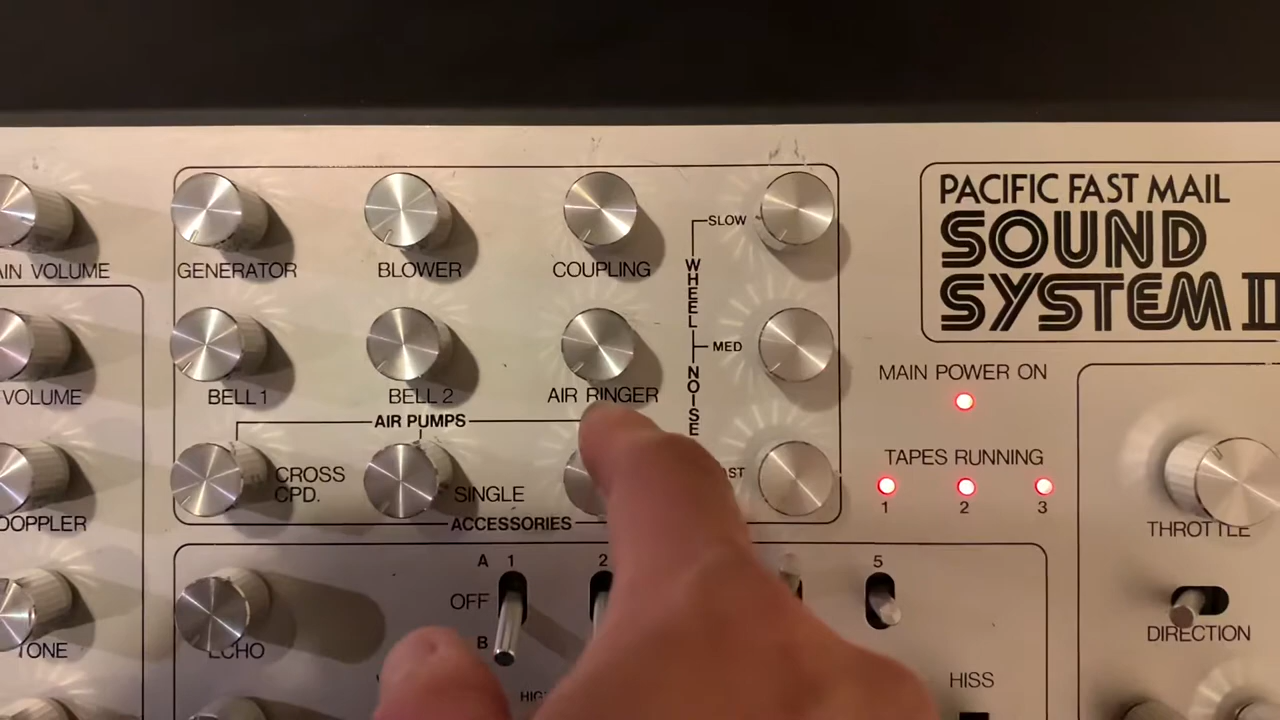 PACIFIC FAST MAIL
SOUND
SYSTEM II
SLOW
AIN VOLUME
GENERATOR
BLOWER
COUPLING
WHEEL NOISE
MED
MAIN POWER ON
VOLUME
BELL 1
BELL 2
AIR RINGER
AIR PUMPS
TAPES RUNNING
CROSS
CPD.
SINGLE
AST
1 2 3
DOPPLER
ACCESSORIES
THROTTLE
A 1 2 5
OFF
B
DIRECTION
TONE
ECHO
HISS
HIG